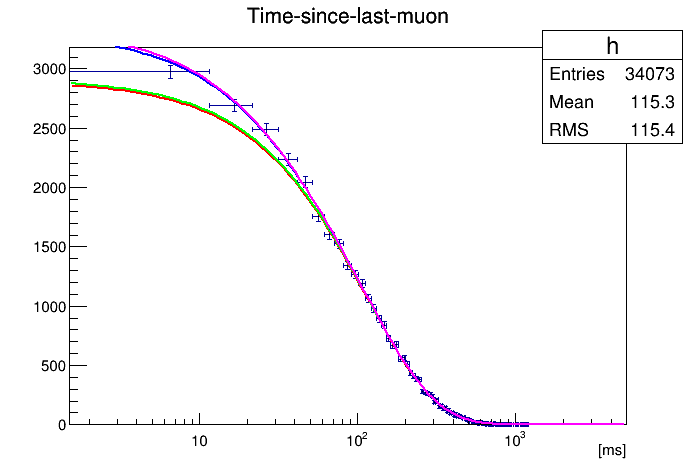 Time-since-last-muon
h
Entries 34073
Mean 115.3
RMS 115.4
3000
2500
2000
1500
1000
500
0
10 10² 10³
[ms]